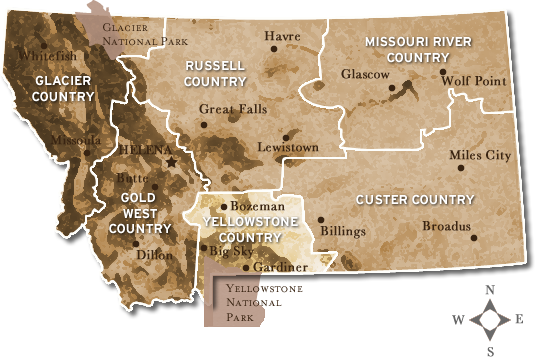 GLACIER
NATIONAL PARK
Whitefish
Havre
MISSOURI RIVER
COUNTRY
RUSSELL
COUNTRY
GLACIER
COUNTRY
Glascow
Wolf Point
Great Falls
Missoula
HELENA
Lewistown
Miles City
Butte
GOLD
WEST
COUNTRY
Bozeman
YELLOWSTONE
COUNTRY
CUSTER COUNTRY
Billings
Broadus
Dillon
Big Sky
Gardiner
YELLOWSTONE
NATIONAL
PARK
N
W E
S